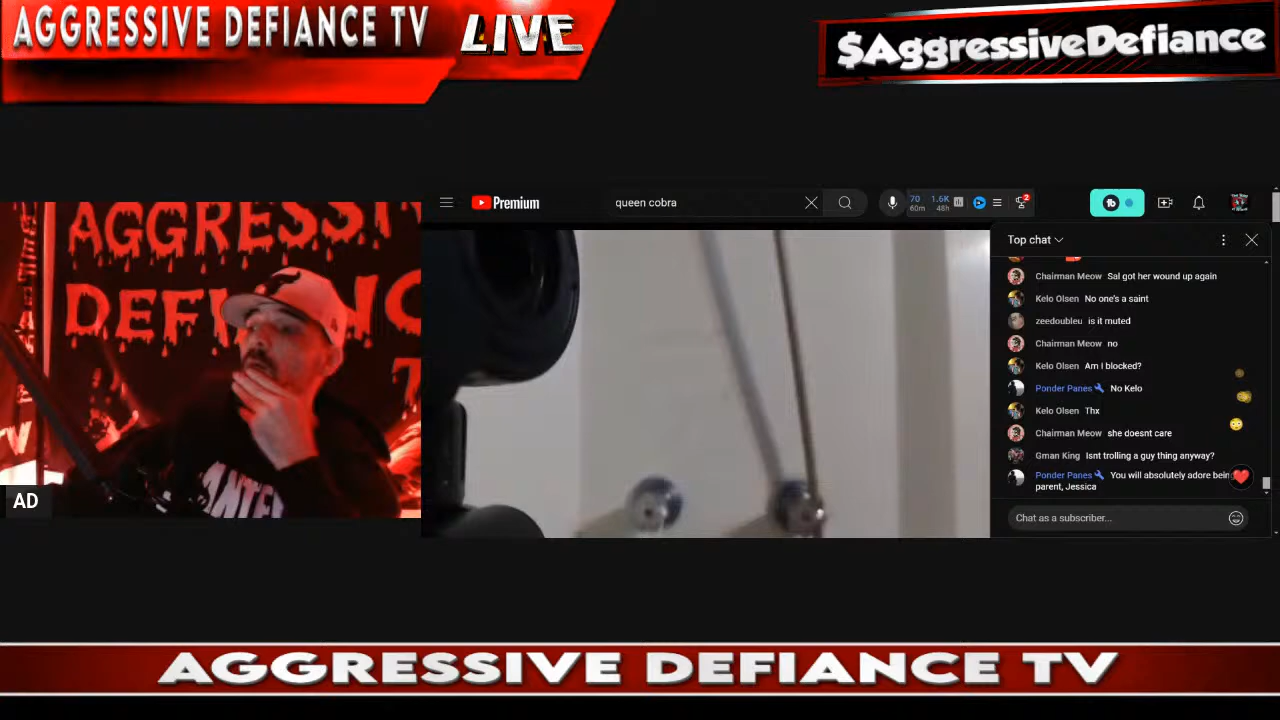 AGGRESSIVE DEFIANCE TV
LIVE
$AggressiveDefiance
AD
Premium
queen cobra
70
60m
1.6K
48h
2
Top chat
Chairman Meow Sal got her wound up again
Kelo Olsen No one's a saint
zeedoubleu is it muted
Chairman Meow no
Kelo Olsen Am I blocked?
Ponder Panes No Kelo
Kelo Olsen Thx
Chairman Meow she doesnt care
Gman King Isnt trolling a guy thing anyway?
Ponder Panes You will absolutely adore bein
parent, Jessica
Chat as a subscriber...
AGGRESSIVE DEFIANCE TV